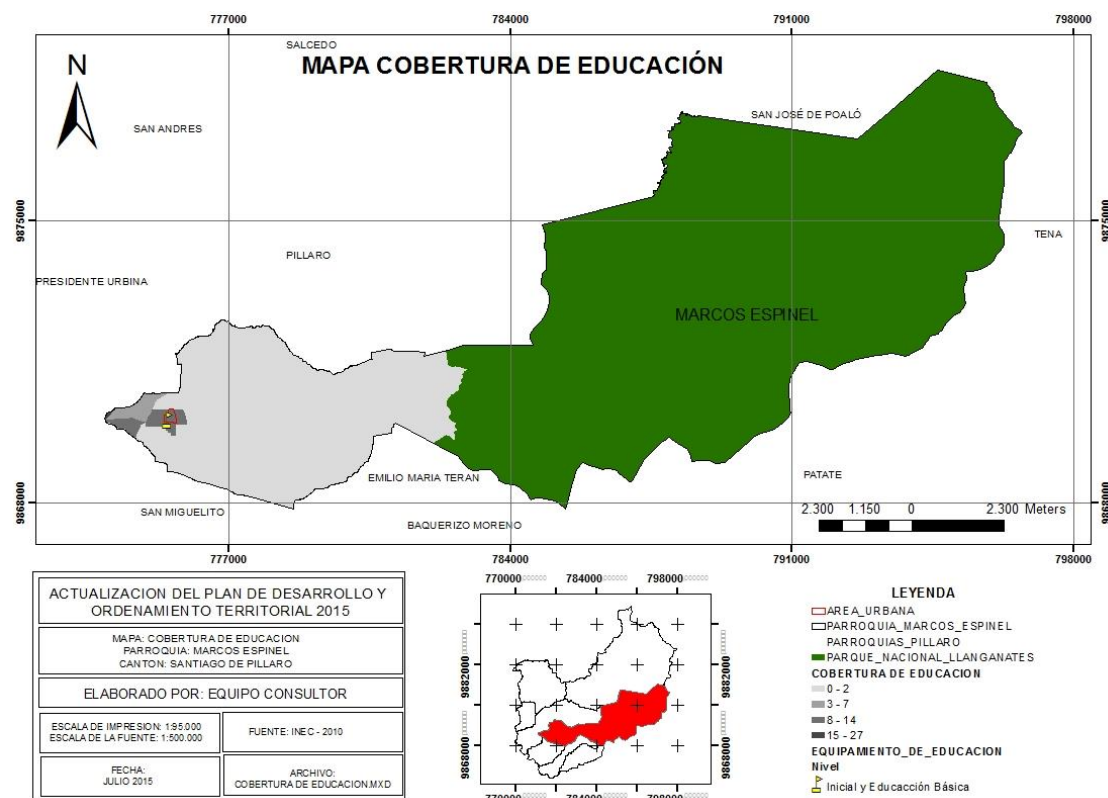 777000 784000 791000 798000
SALCEDO
N
MAPA COBERTURA DE EDUCACIÓN
SAN JOSÉ DE POALÓ
SAN ANDRES
9875000 9875000
TENA
PILLARO
PRESIDENTE URBINA
MARCOS ESPINEL
EMILIO MARIA TERAN
PATATE
9868000 9868000
SAN MIGUELITO
2.300 1.150 0 2.300 Meters
BAQUERIZO MORENO
777000 784000 791000 798000
ACTUALIZACION DEL PLAN DE DESARROLLO Y
ORDENAMIENTO TERRITORIAL 2015
MAPA: COBERTURA DE EDUCACION
PARROQUIA: MARCOS ESPINEL
CANTON: SANTIAGO DE PILLARO
ELABORADO POR: EQUIPO CONSULTOR
ESCALA DE IMPRESION: 1:95.000
ESCALA DE LA FUENTE: 1:500.000
FUENTE: INEC - 2010
FECHA:
JULIO 2015
ARCHIVO:
COBERTURA DE EDUCACION.MXD
770000 784000 798000
9882000 9882000
9868000 9868000
770000 784000 798000
LEYENDA
AREA_URBANA
PARROQUIA_MARCOS_ESPINEL
PARROQUIAS_PILLARO
PARQUE_NACIONAL_LLANGANATES
COBERTURA DE EDUCACION
0 - 2
3 - 7
8 - 14
15 - 27
EQUIPAMIENTO_DE_EDUCACION
Nivel
Inicial y Educacción Básica